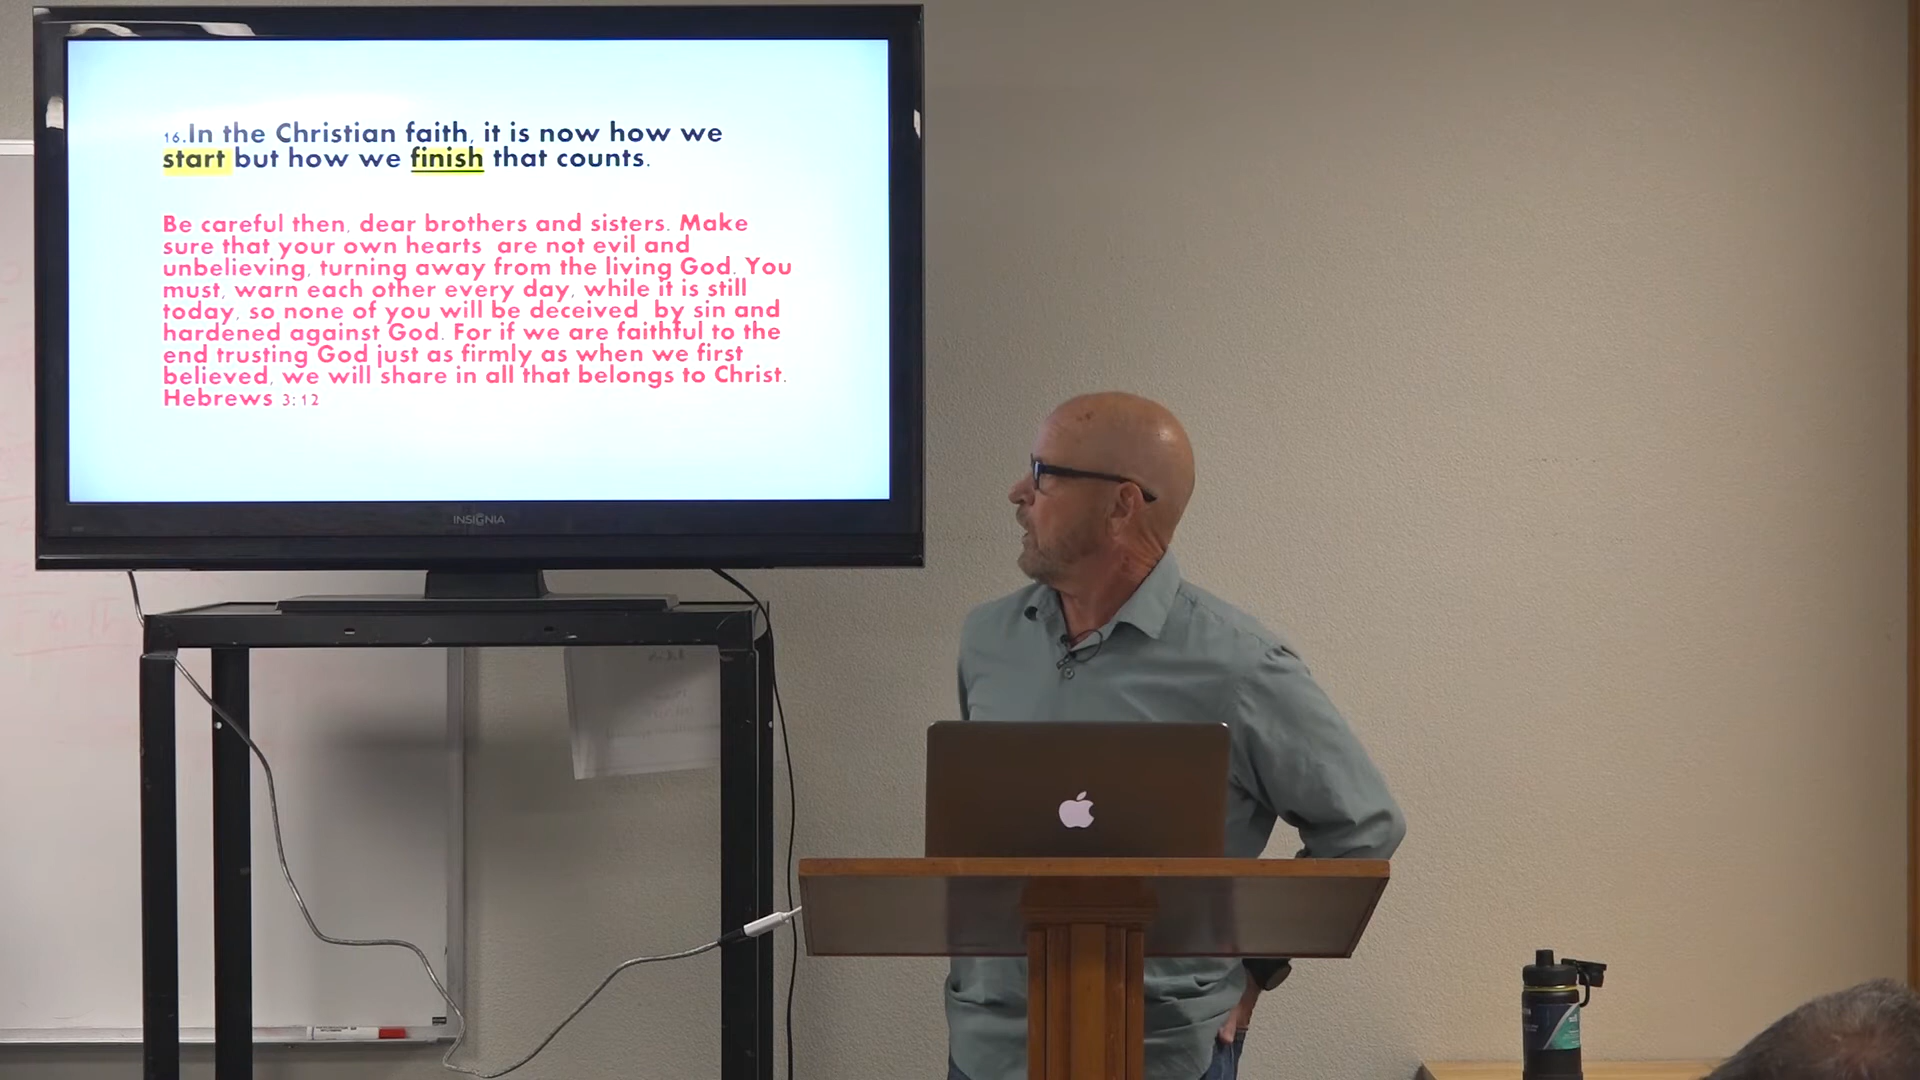 16.In the Christian faith, it is now how we
start but how we finish that counts.
Be careful then, dear brothers and sisters. Make
sure that your own hearts are not evil and
unbelieving, turning away from the living God. You
must, warn each other every day, while it is still
today, so none of you will be deceived by sin and
hardened against God. For if we are faithful to the
end trusting God just as firmly as when we first
believed, we will share in all that belongs to Christ.
Hebrews 3:12
INSIGNIA